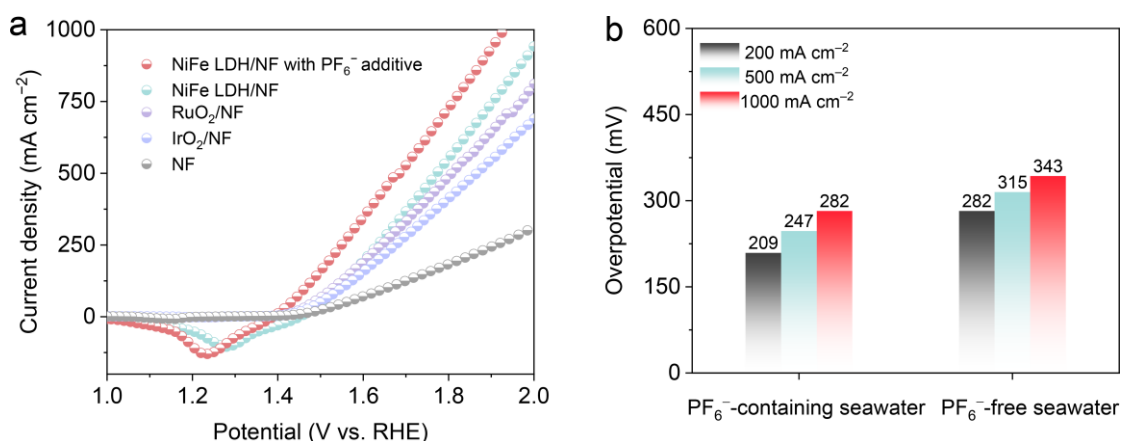 a
1000
750
500
250
0
Current density (mA cm⁻²)
NiFe LDH/NF with PF₆⁻ additive
NiFe LDH/NF
RuO₂/NF
IrO₂/NF
NF
1.0 1.2 1.4 1.6 1.8 2.0
Potential (V vs. RHE)
b
600
450
300
150
0
Overpotential (mV)
200 mA cm⁻²
500 mA cm⁻²
1000 mA cm⁻²
209 247 282 282 315 343
PF₆⁻-containing seawater PF₆⁻-free seawater